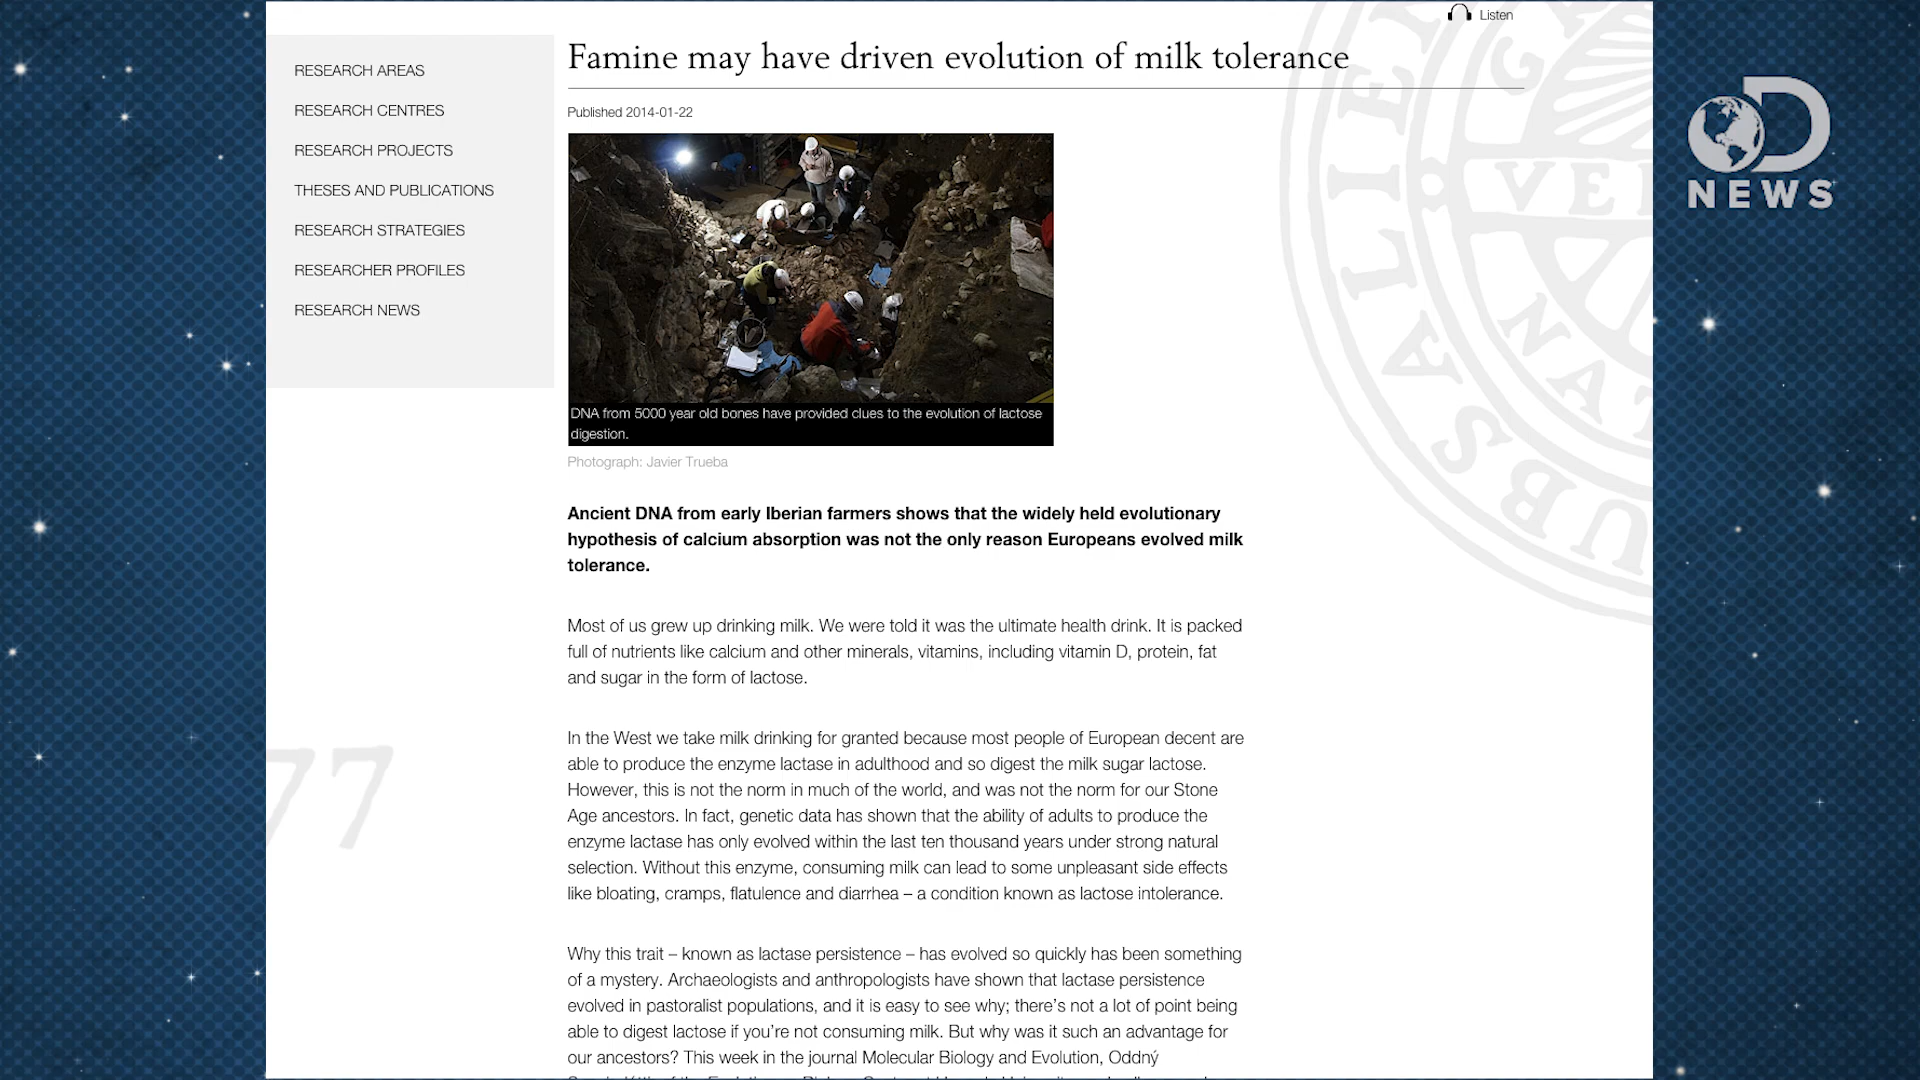 Listen
RESEARCH AREAS
RESEARCH CENTRES
RESEARCH PROJECTS
THESES AND PUBLICATIONS
RESEARCH STRATEGIES
RESEARCHER PROFILES
RESEARCH NEWS
Famine may have driven evolution of milk tolerance
Published 2014-01-22
DNA from 5000 year old bones have provided clues to the evolution of lactose
digestion.
Photograph: Javier Trueba
Ancient DNA from early Iberian farmers shows that the widely held evolutionary
hypothesis of calcium absorption was not the only reason Europeans evolved milk
tolerance.
Most of us grew up drinking milk. We were told it was the ultimate health drink. It is packed
full of nutrients like calcium and other minerals, vitamins, including vitamin D, protein, fat
and sugar in the form of lactose.
In the West we take milk drinking for granted because most people of European decent are
able to produce the enzyme lactase in adulthood and so digest the milk sugar lactose.
However, this is not the norm in much of the world, and was not the norm for our Stone
Age ancestors. In fact, genetic data has shown that the ability of adults to produce the
enzyme lactase has only evolved within the last ten thousand years under strong natural
selection. Without this enzyme, consuming milk can lead to some unpleasant side effects
like bloating, cramps, flatulence and diarrhea – a condition known as lactose intolerance.
Why this trait – known as lactase persistence – has evolved so quickly has been something
of a mystery. Archaeologists and anthropologists have shown that lactase persistence
evolved in pastoralist populations, and it is easy to see why; there's not a lot of point being
able to digest lactose if you're not consuming milk. But why was it such an advantage for
our ancestors? This week in the journal Molecular Biology and Evolution, Oddný
77
D
NEWS